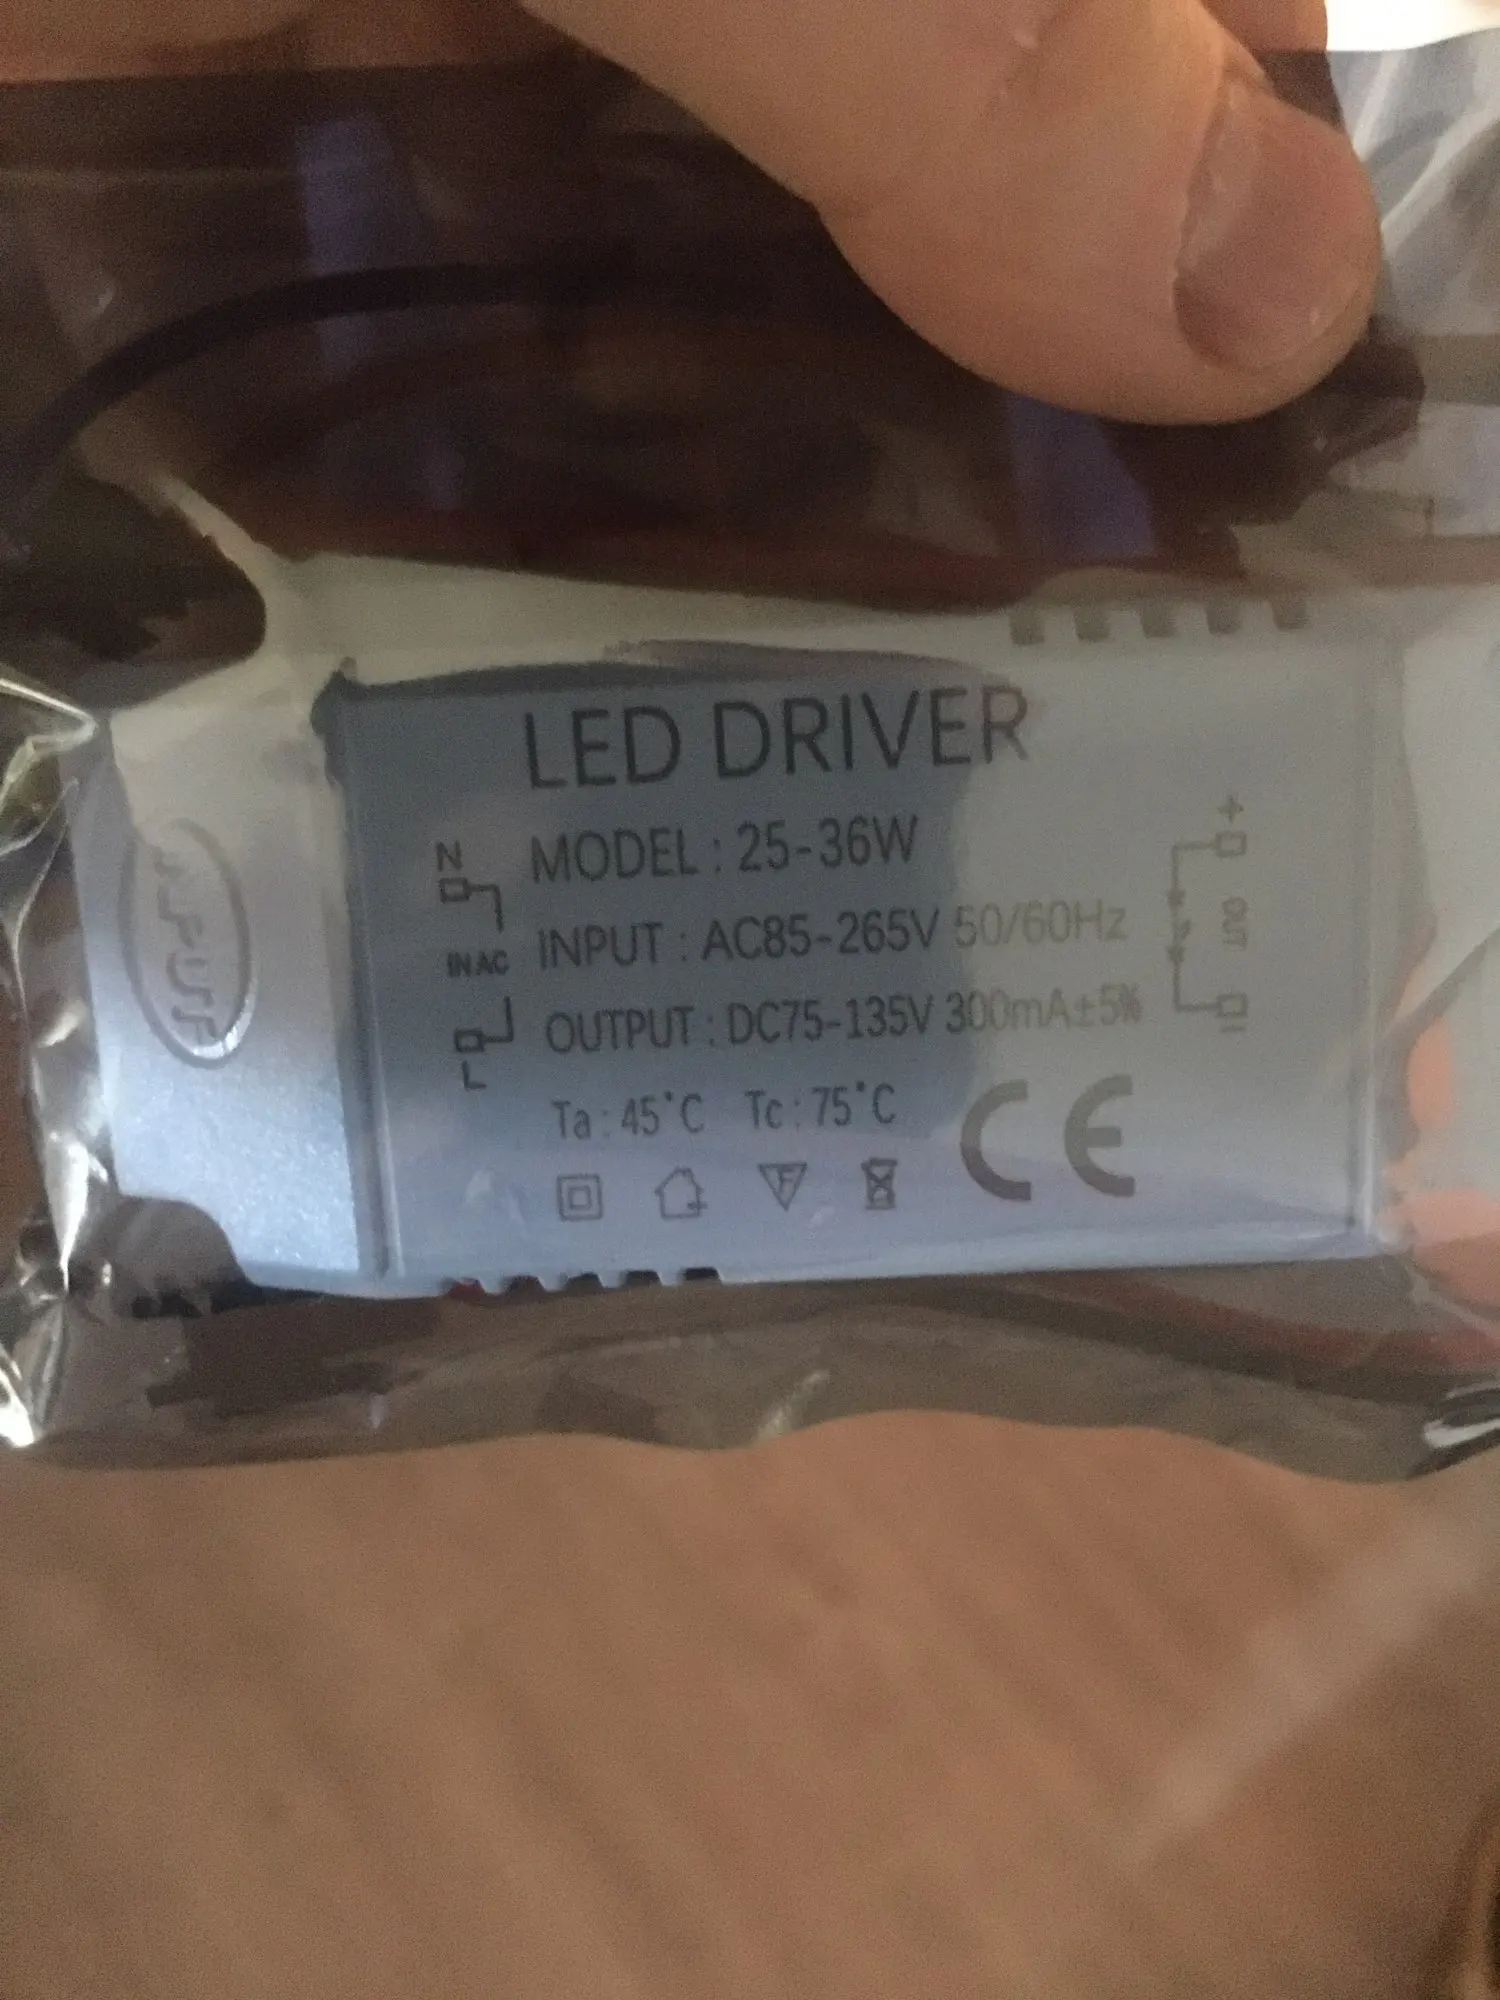 LED DRIVER
MODEL : 25-36W
INPUT : AC85-265V 50/60Hz
OUTPUT : DC75-135V 300mA±5%
Ta : 45°C Tc : 75°C
N
IN AC
L
+
OUT
-
F
CE
INPUT